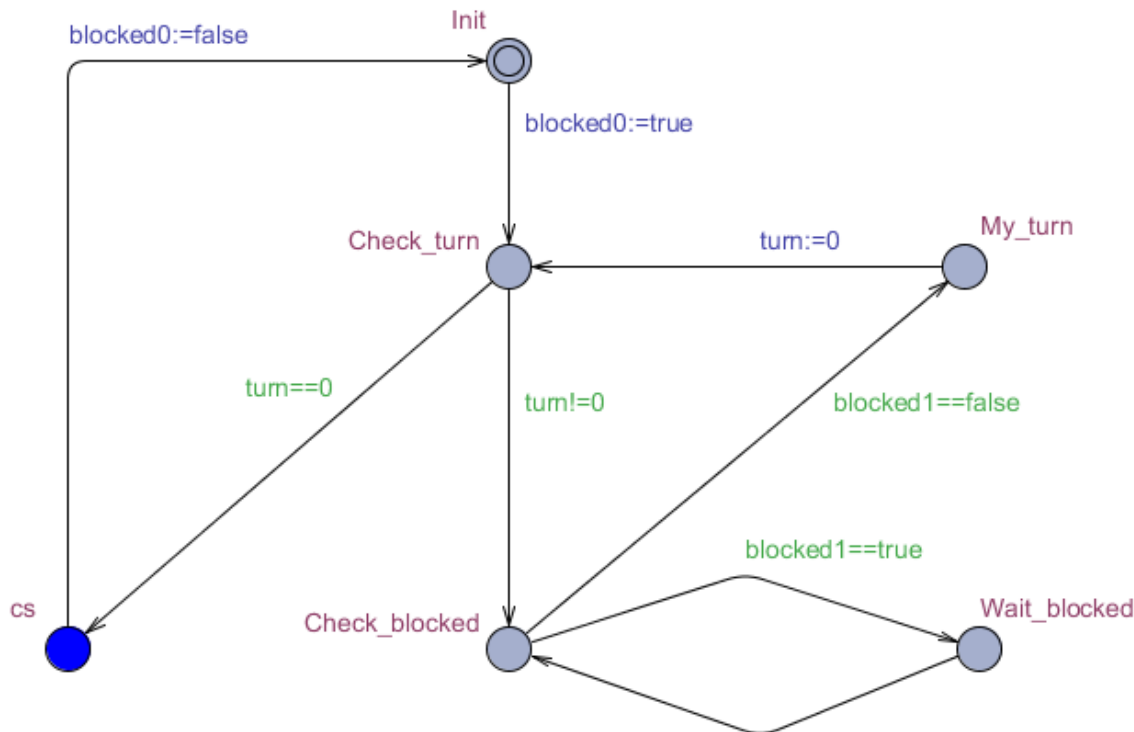 Init
blocked0:=false
blocked0:=true
Check_turn
My_turn
turn:=0
turn==0
turn!=0
blocked1==false
blocked1==true
cs
Check_blocked
Wait_blocked